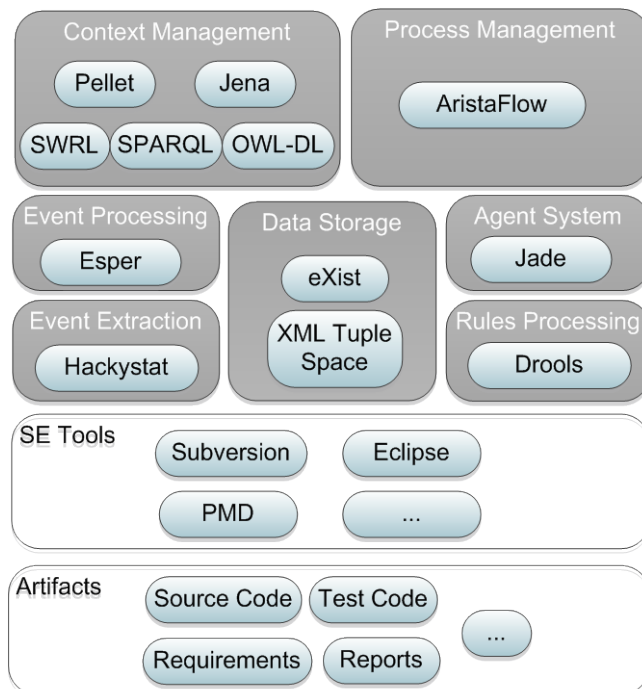 Context Management
Process Management
Pellet
Jena
AristaFlow
SWRL
SPARQL
OWL-DL
Event Processing
Data Storage
Agent System
Esper
eXist
Jade
Event Extraction
XML Tuple
Space
Rules Processing
Hackystat
Drools
SE Tools
Subversion
Eclipse
PMD
...
Artifacts
Source Code
Test Code
...
Requirements
Reports